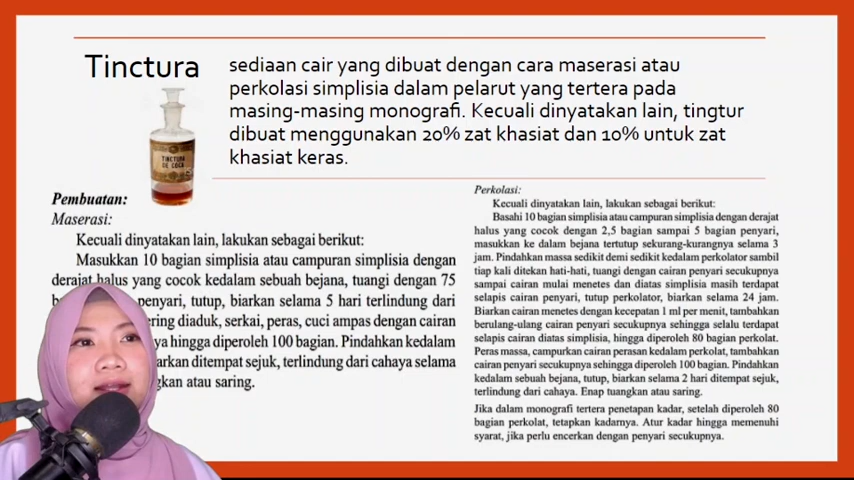 Tinctura
sediaan cair yang dibuat dengan cara maserasi atau
perkolasi simplisia dalam pelarut yang tertera pada
masing-masing monografi. Kecuali dinyatakan lain, tingtur
dibuat menggunakan 20% zat khasiat dan 10% untuk zat
khasiat keras.
TINCTURA
DE COCA
Pembuatan:
Maserasi:
Kecuali dinyatakan lain, lakukan sebagai berikut:
Masukkan 10 bagian simplisia atau campuran simplisia dengan
derajat halus yang cocok kedalam sebuah bejana, tuangi dengan 75
penyari, tutup, biarkan selama 5 hari terlindung dari
ering diaduk, serkai, peras, cuci ampas dengan cairan
ya hingga diperoleh 100 bagian. Pindahkan kedalam
arkan ditempat sejuk, terlindung dari cahaya selama
gkan atau saring.
Perkolasi:
Kecuali dinyatakan lain, lakukan sebagai berikut:
Basahi 10 bagian simplisia atau campuran simplisia dengan derajat
halus yang cocok dengan 2,5 bagian sampai 5 bagian penyari,
masukkan ke dalam bejana tertutup sekurang-kurangnya selama 3
jam. Pindahkan massa sedikit demi sedikit kedalam perkolator sambil
tiap kali ditekan hati-hati, tuangi dengan cairan penyari secukupnya
sampai cairan mulai menetes dan diatas simplisia masih terdapat
selapis cairan penyari, tutup perkolator, biarkan selama 24 jam.
Biarkan cairan menetes dengan kecepatan 1 ml per menit, tambahkan
berulang-ulang cairan penyari secukupnya sehingga selalu terdapat
selapis cairan diatas simplisia, hingga diperoleh 80 bagian perkolat.
Peras massa, campurkan cairan perasan kedalam perkolat, tambahkan
cairan penyari secukupnya sehingga diperoleh 100 bagian. Pindahkan
kedalam sebuah bejana, tutup, biarkan selama 2 hari ditempat sejuk,
terlindung dari cahaya. Enap tuangkan atau saring.
Jika dalam monografi tertera penetapan kadar, setelah diperoleh 80
bagian perkolat, tetapkan kadarnya. Atur kadar hingga memenuhi
syarat, jika perlu encerkan dengan penyari secukupnya.